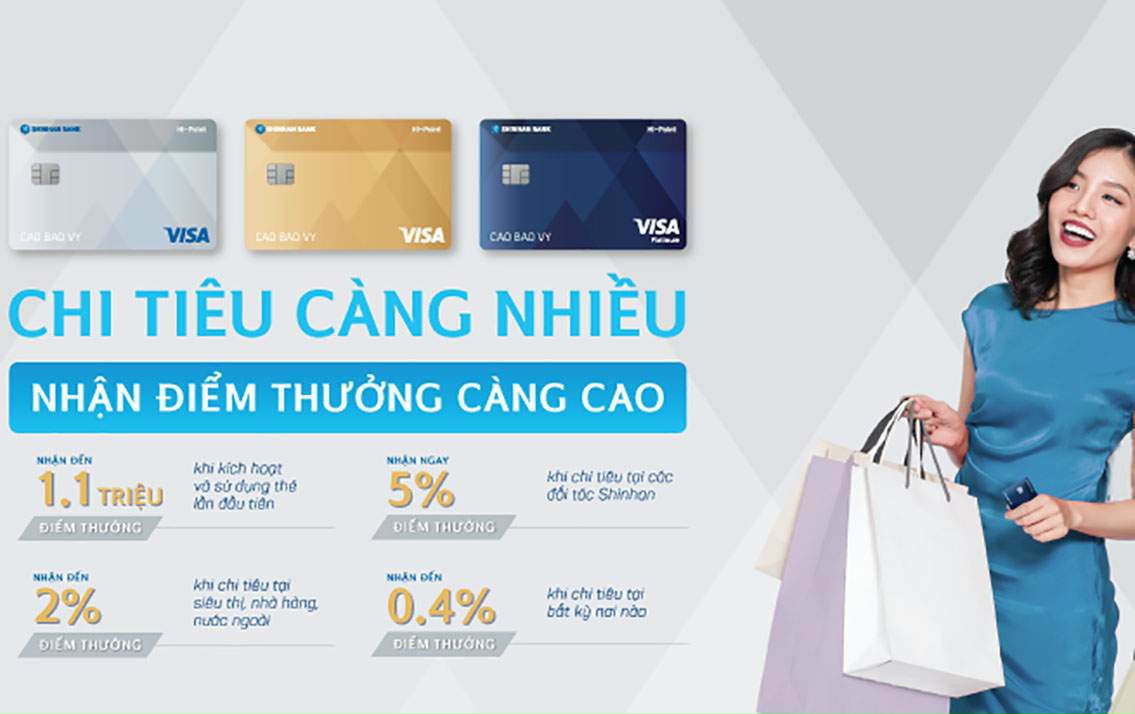 SHINHAN BANK Hi-Point
VISA
CAO BAO VY
SHINHAN BANK Hi-Point
VISA
CAO BAO VY
SHINHAN BANK Hi-Point
VISA
Platinum
CAO BAO VY
CHI TIÊU CÀNG NHIỀU
NHẬN ĐIỂM THƯỞNG CÀNG CAO
NHẬN ĐẾN
1.1 TRIỆU
ĐIỂM THƯỞNG
khi kích hoạt
và sử dụng thẻ
lần đầu tiên
NHẬN NGAY
5%
ĐIỂM THƯỞNG
khi chi tiêu tại các
đối tác Shinhan
NHẬN ĐẾN
2%
ĐIỂM THƯỞNG
khi chi tiêu tại
siêu thị, nhà hàng,
nước ngoài
NHẬN ĐẾN
0.4%
ĐIỂM THƯỞNG
khi chi tiêu tại
bất kỳ nơi nào